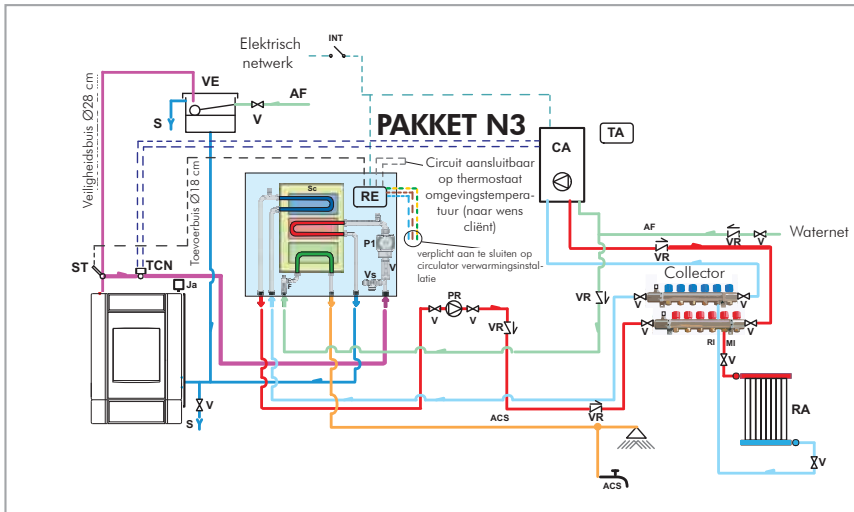 Elektrisch
netwerk
INT
VE
AF
V
S
PAKKET N3
CA
TA
Veiligheidsbuis Ø28 cm
Toevoerbuis Ø18 cm
Sc
RE
Circuit aansluitbaar
op thermostaat
omgevingstempera-
tuur (naar wens
cliënt)
AF
Waternet
VR
V
VR
P1
verplicht aan te sluiten op
circulator verwarmingsinstal-
latie
ST
TCN
Ja
Vs
V
F
Collector
PR
VR
V
V
V
V
VR
V
V
RI
MI
V
V
S
ACS
VR
RA
V
ACS